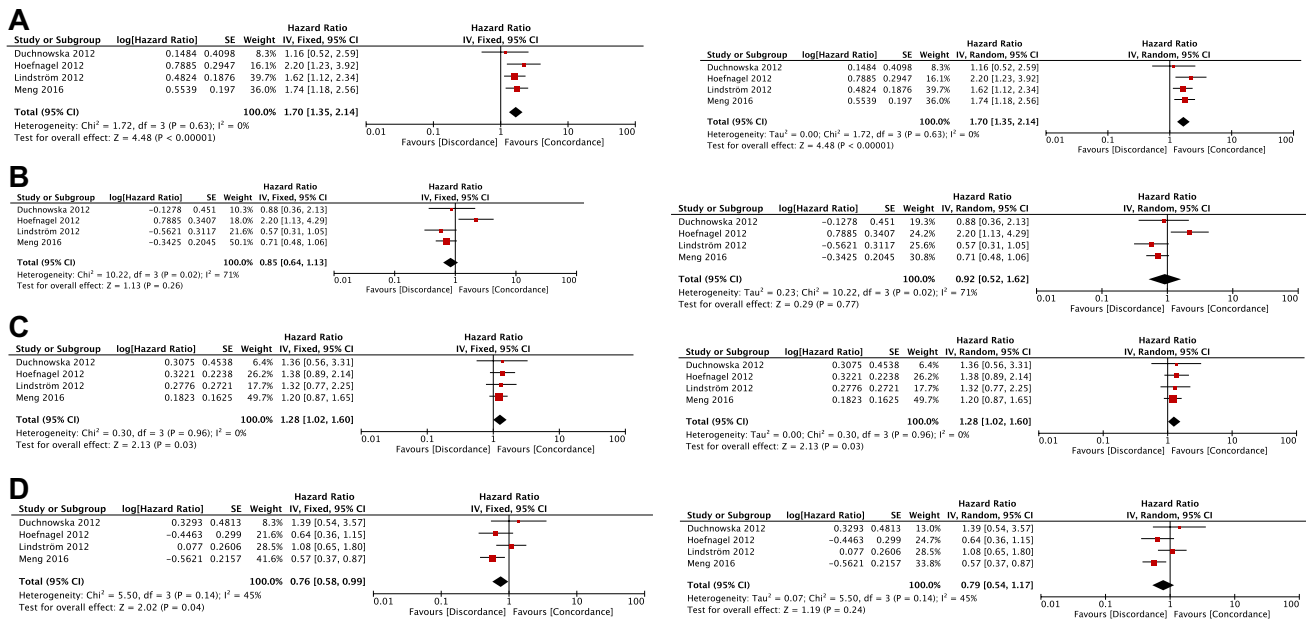 A
Hazard Ratio Hazard Ratio
Study or Subgroup log[Hazard Ratio] SE Weight IV, Fixed, 95% CI IV, Fixed, 95% CI
Duchnowska 2012 0.1484 0.4098 8.3% 1.16 [0.52, 2.59]
Hoefnagel 2012 0.7885 0.2947 16.1% 2.20 [1.23, 3.92]
Lindström 2012 0.4824 0.1876 39.7% 1.62 [1.12, 2.34]
Meng 2016 0.5539 0.197 36.0% 1.74 [1.18, 2.56]
Total (95% CI) 100.0% 1.70 [1.35, 2.14]
Heterogeneity: Chi² = 1.72, df = 3 (P = 0.63); I² = 0%
Test for overall effect: Z = 4.48 (P < 0.00001)
0.01 0.1 1 10 100
Favours [Discordance] Favours [Concordance]
Hazard Ratio Hazard Ratio
Study or Subgroup log[Hazard Ratio] SE Weight IV, Random, 95% CI IV, Random, 95% CI
Duchnowska 2012 0.1484 0.4098 8.3% 1.16 [0.52, 2.59]
Hoefnagel 2012 0.7885 0.2947 16.1% 2.20 [1.23, 3.92]
Lindström 2012 0.4824 0.1876 39.7% 1.62 [1.12, 2.34]
Meng 2016 0.5539 0.197 36.0% 1.74 [1.18, 2.56]
Total (95% CI) 100.0% 1.70 [1.35, 2.14]
Heterogeneity: Tau² = 0.00; Chi² = 1.72, df = 3 (P = 0.63); I² = 0%
Test for overall effect: Z = 4.48 (P < 0.00001)
0.01 0.1 1 10 100
Favours [Discordance] Favours [Concordance]
B
Hazard Ratio Hazard Ratio
Study or Subgroup log[Hazard Ratio] SE Weight IV, Fixed, 95% CI IV, Fixed, 95% CI
Duchnowska 2012 −0.1278 0.451 10.3% 0.88 [0.36, 2.13]
Hoefnagel 2012 0.7885 0.3407 18.0% 2.20 [1.13, 4.29]
Lindström 2012 −0.5621 0.3117 21.6% 0.57 [0.31, 1.05]
Meng 2016 −0.3425 0.2045 50.1% 0.71 [0.48, 1.06]
Total (95% CI) 100.0% 0.85 [0.64, 1.13]
Heterogeneity: Chi² = 10.22, df = 3 (P = 0.02); I² = 71%
Test for overall effect: Z = 1.13 (P = 0.26)
0.01 0.1 1 10 100
Favours [Discordance] Favours [Concordance]
Hazard Ratio Hazard Ratio
Study or Subgroup log[Hazard Ratio] SE Weight IV, Random, 95% CI IV, Random, 95% CI
Duchnowska 2012 −0.1278 0.451 19.3% 0.88 [0.36, 2.13]
Hoefnagel 2012 0.7885 0.3407 24.2% 2.20 [1.13, 4.29]
Lindström 2012 −0.5621 0.3117 25.6% 0.57 [0.31, 1.05]
Meng 2016 −0.3425 0.2045 30.8% 0.71 [0.48, 1.06]
Total (95% CI) 100.0% 0.92 [0.52, 1.62]
Heterogeneity: Tau² = 0.23; Chi² = 10.22, df = 3 (P = 0.02); I² = 71%
Test for overall effect: Z = 0.29 (P = 0.77)
0.01 0.1 1 10 100
Favours [Discordance] Favours [Concordance]
C
Hazard Ratio Hazard Ratio
Study or Subgroup log[Hazard Ratio] SE Weight IV, Fixed, 95% CI IV, Fixed, 95% CI
Duchnowska 2012 0.3075 0.4538 6.4% 1.36 [0.56, 3.31]
Hoefnagel 2012 0.3221 0.2238 26.2% 1.38 [0.89, 2.14]
Lindström 2012 0.2776 0.2721 17.7% 1.32 [0.77, 2.25]
Meng 2016 0.1823 0.1625 49.7% 1.20 [0.87, 1.65]
Total (95% CI) 100.0% 1.28 [1.02, 1.60]
Heterogeneity: Chi² = 0.30, df = 3 (P = 0.96); I² = 0%
Test for overall effect: Z = 2.13 (P = 0.03)
0.01 0.1 1 10 100
Favours [Discordance] Favours [Concordance]
Hazard Ratio Hazard Ratio
Study or Subgroup log[Hazard Ratio] SE Weight IV, Random, 95% CI IV, Random, 95% CI
Duchnowska 2012 0.3075 0.4538 6.4% 1.36 [0.56, 3.31]
Hoefnagel 2012 0.3221 0.2238 26.2% 1.38 [0.89, 2.14]
Lindström 2012 0.2776 0.2721 17.7% 1.32 [0.77, 2.25]
Meng 2016 0.1823 0.1625 49.7% 1.20 [0.87, 1.65]
Total (95% CI) 100.0% 1.28 [1.02, 1.60]
Heterogeneity: Tau² = 0.00; Chi² = 0.30, df = 3 (P = 0.96); I² = 0%
Test for overall effect: Z = 2.13 (P = 0.03)
0.01 0.1 1 10 100
Favours [Discordance] Favours [Concordance]
D
Hazard Ratio Hazard Ratio
Study or Subgroup log[Hazard Ratio] SE Weight IV, Fixed, 95% CI IV, Fixed, 95% CI
Duchnowska 2012 0.3293 0.4813 8.3% 1.39 [0.54, 3.57]
Hoefnagel 2012 −0.4463 0.299 21.6% 0.64 [0.36, 1.15]
Lindström 2012 0.077 0.2606 28.5% 1.08 [0.65, 1.80]
Meng 2016 −0.5621 0.2157 41.6% 0.57 [0.37, 0.87]
Total (95% CI) 100.0% 0.76 [0.58, 0.99]
Heterogeneity: Chi² = 5.50, df = 3 (P = 0.14); I² = 45%
Test for overall effect: Z = 2.02 (P = 0.04)
0.01 0.1 1 10 100
Favours [Discordance] Favours [Concordance]
Hazard Ratio Hazard Ratio
Study or Subgroup log[Hazard Ratio] SE Weight IV, Random, 95% CI IV, Random, 95% CI
Duchnowska 2012 0.3293 0.4813 13.0% 1.39 [0.54, 3.57]
Hoefnagel 2012 −0.4463 0.299 24.7% 0.64 [0.36, 1.15]
Lindström 2012 0.077 0.2606 28.5% 1.08 [0.65, 1.80]
Meng 2016 −0.5621 0.2157 33.8% 0.57 [0.37, 0.87]
Total (95% CI) 100.0% 0.79 [0.54, 1.17]
Heterogeneity: Tau² = 0.07; Chi² = 5.50, df = 3 (P = 0.14); I² = 45%
Test for overall effect: Z = 1.19 (P = 0.24)
0.01 0.1 1 10 100
Favours [Discordance] Favours [Concordance]